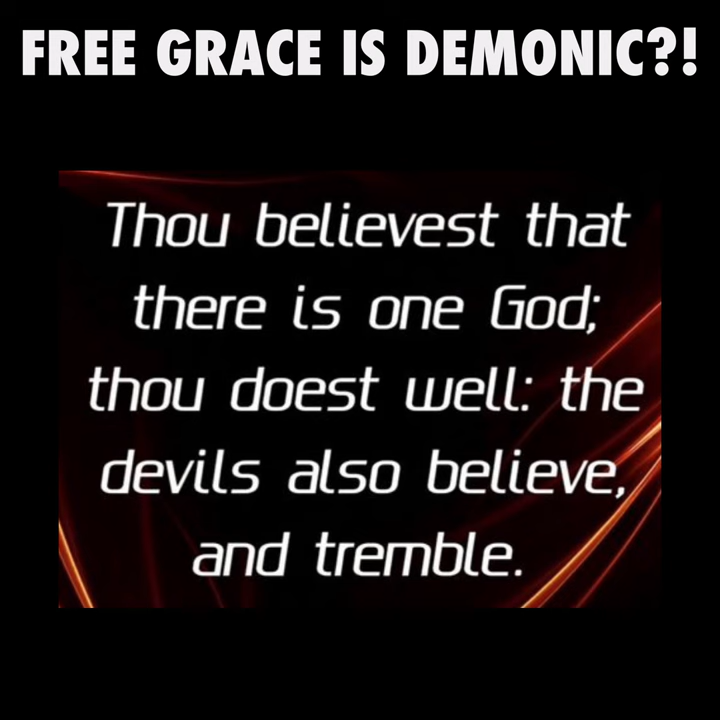 FREE GRACE IS DEMONIC?!
Thou believest that
there is one God;
thou doest well: the
devils also believe,
and tremble.